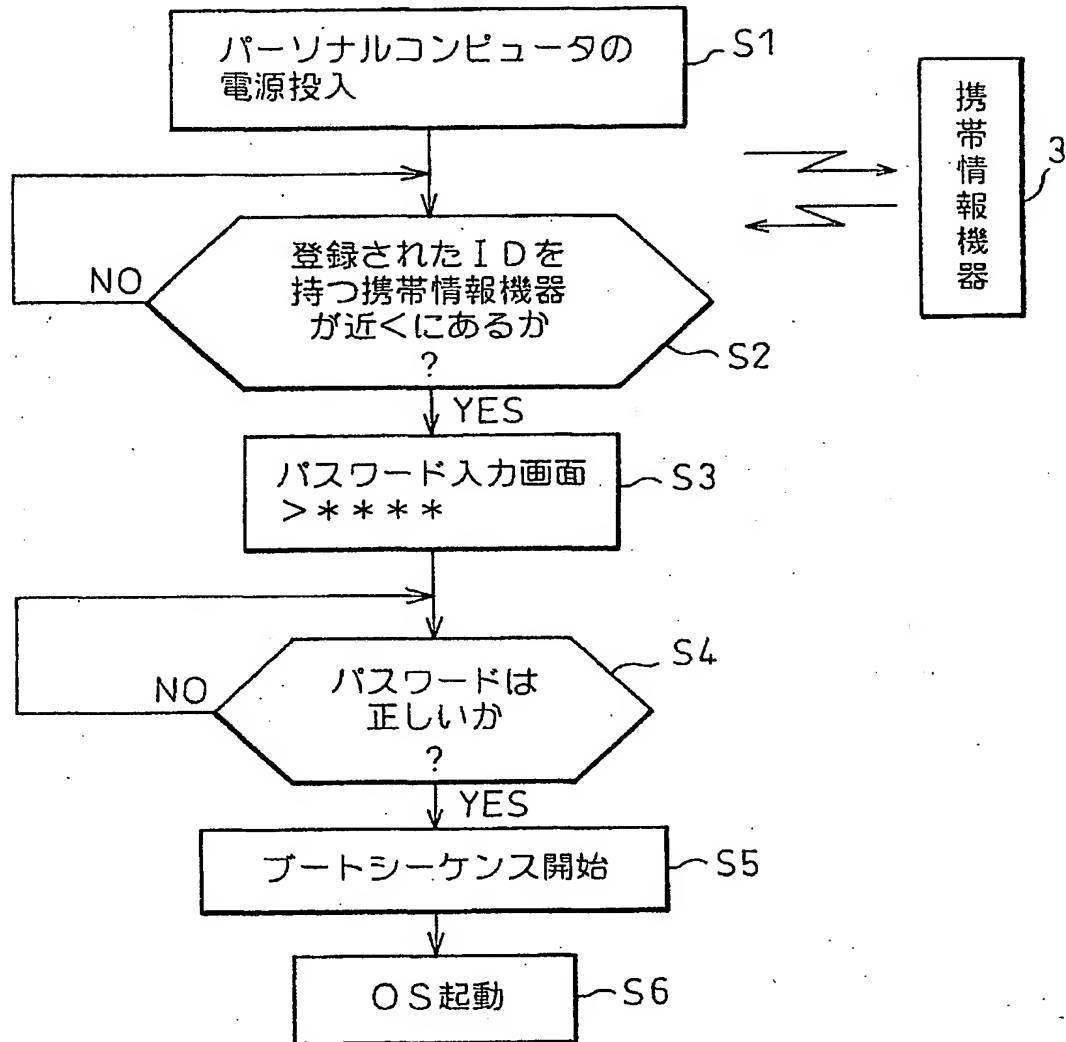 パーソナルコンピュータの
電源投入
S1
携帯情報機器
3
登録されたＩＤを
持つ携帯情報機器
が近くにあるか
?
NO
S2
YES
パスワード入力画面
>＊＊＊＊
S3
パスワードは
正しいか
?
S4
NO
YES
ブートシーケンス開始
S5
ＯＳ起動
S6